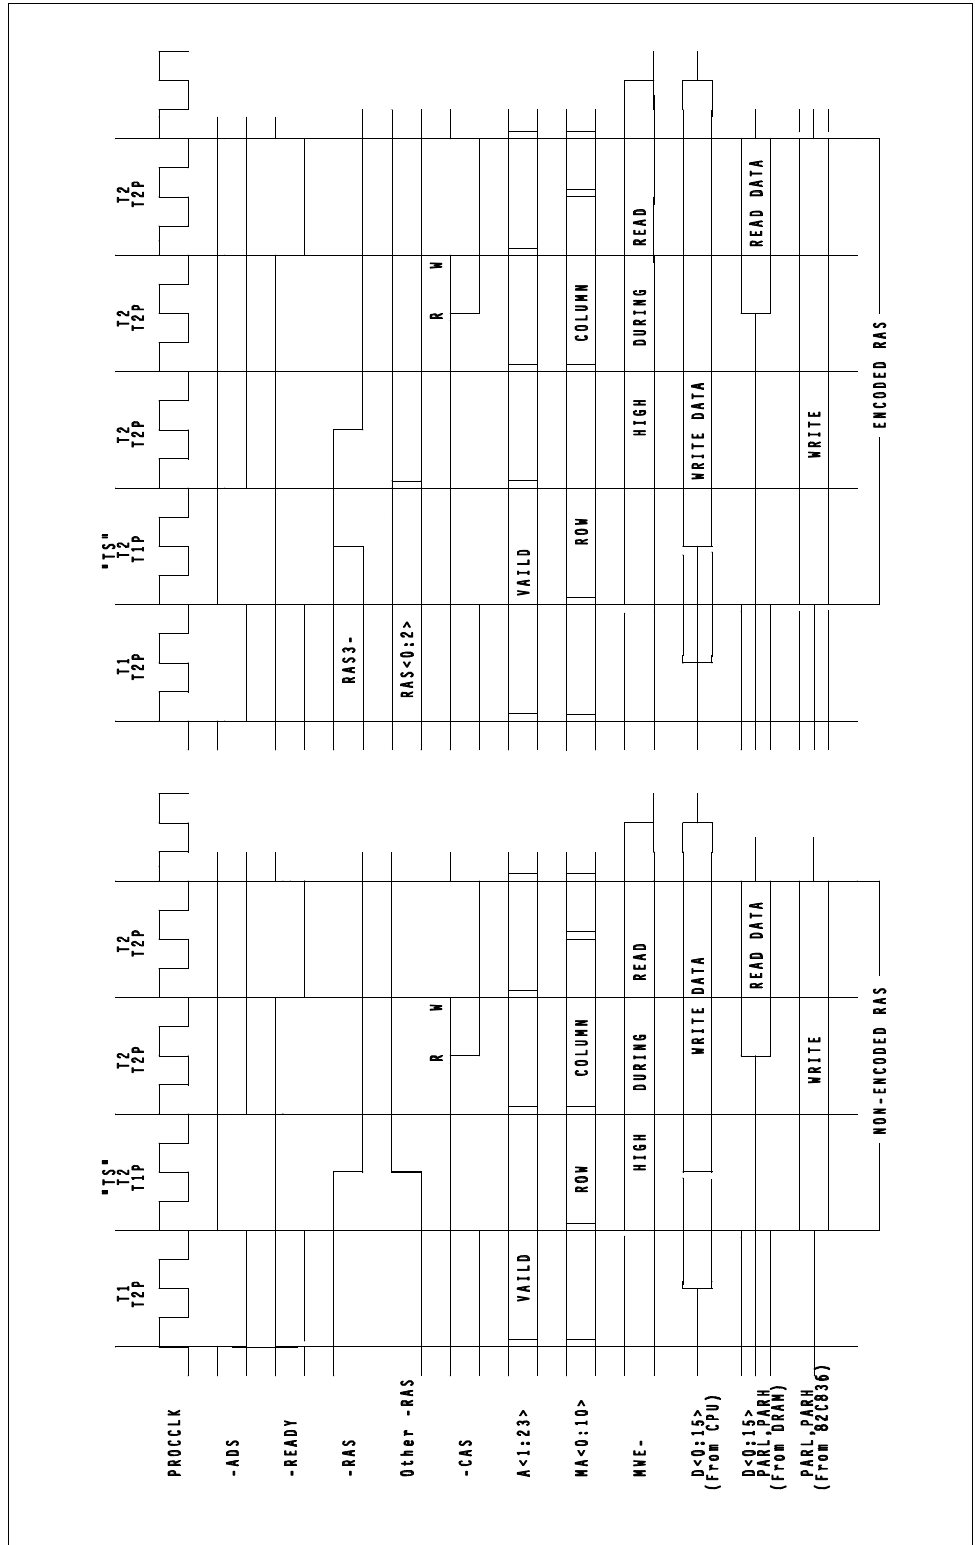 "TS" "TS"
T1 T2 T2 T2 T1 T2 T2 T2 T2
T2P T1P T2P T2P T2P T1P T2P T2P T2P
PROCCLK
-ADS
-READY
-RAS RAS3-
Other -RAS RAS<0:2>
R W R W
-CAS
A<1:23> VAILD VAILD
MA<0:10> ROW COLUMN ROW COLUMN
MWE- HIGH DURING READ HIGH DURING READ
D<0:15> WRITE DATA WRITE DATA
(From CPU)
D<0:15>
PARL,PARH READ DATA READ DATA
(From DRAM)
PARL,PARH WRITE WRITE
(From 82C836)
NON-ENCODED RAS ENCODED RAS